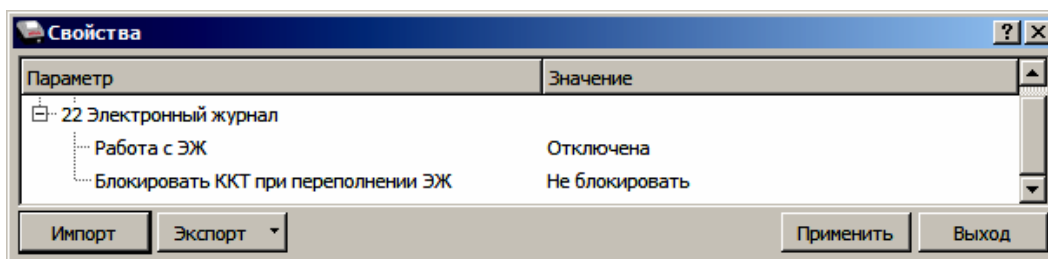 Свойства
Параметр Значение
22 Электронный журнал
Работа с ЭЖ Отключена
Блокировать ККТ при переполнении ЭЖ Не блокировать
Импорт Экспорт Применить Выход